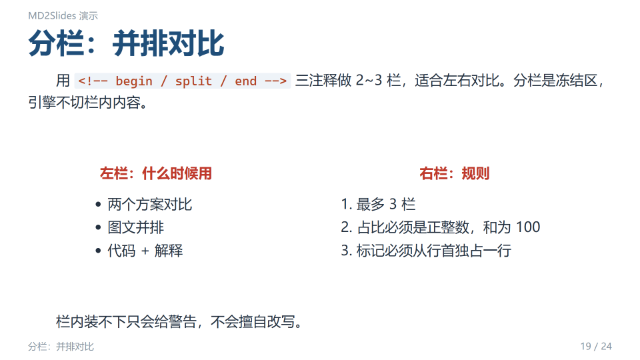 MD2Slides 演示
分栏：并排对比
用 <!-- begin / split / end --> 三注释做 2~3 栏，适合左右对比。分栏是冻结区，
引擎不切栏内内容。
左栏：什么时候用
• 两个方案对比
• 图文并排
• 代码 + 解释
右栏：规则
1. 最多 3 栏
2. 占比必须是正整数，和为 100
3. 标记必须从行首独占一行
栏内装不下只会给警告，不会擅自改写。
分栏：并排对比
19 / 24